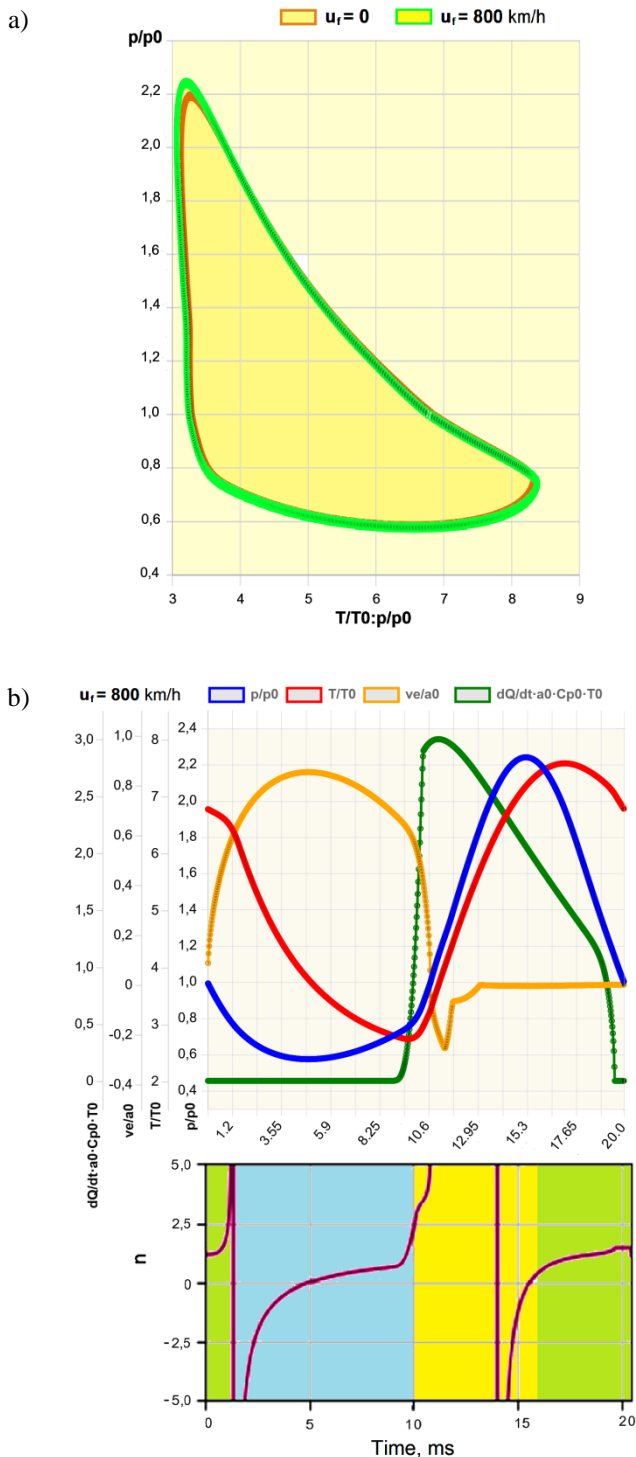 a)
u_f = 0 u_f = 800 km/h
p/p0
2,2
2,0
1,8
1,6
1,4
1,2
1,0
0,8
0,6
0,4
3 4 5 6 7 8 9
T/T0:p/p0
b)
u_f = 800 km/h p/p0 T/T0 ve/a0 dQ/dt·a0·Cp0·T0
3,0 1,0 8 2,4
2,5 0,8 7 2,2
2,0 0,6 6 2,0
1,5 0,4 5 1,8
1,0 0,2 4 1,6
0,5 0 3 1,4
0 -0,2 2 1,2
-0,4 1,0
0,8
0,6
0,4
dQ/dt·a0·Cp0·T0 ve/a0 T/T0 p/p0
1.2 3.55 5.9 8.25 10.6 12.95 15.3 17.65 20.0
n
5,0
2,5
0
-2,5
-5,0
0 5 10 15 20
Time, ms